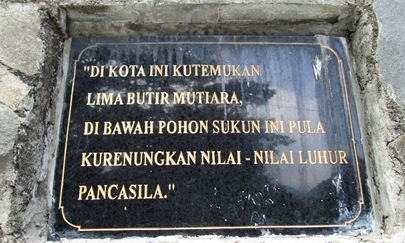 "DI KOTA INI KUTEMUKAN
LIMA BUTIR MUTIARA,
DI BAWAH POHON SUKUN INI PULA
KURENUNGKAN NILAI - NILAI LUHUR
PANCASILA."